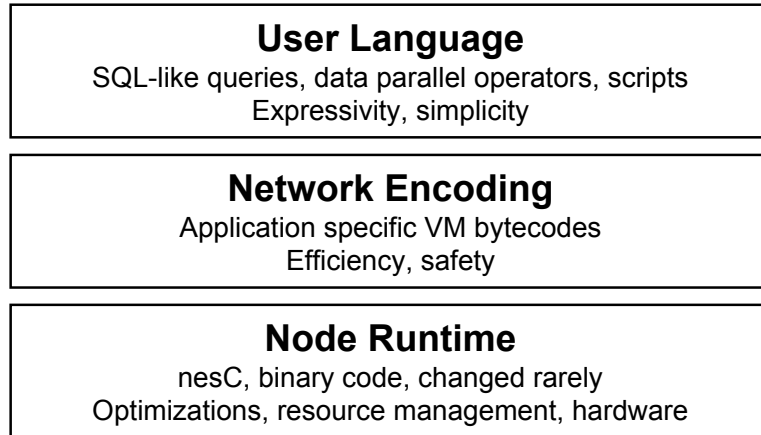 User Language
SQL-like queries, data parallel operators, scripts
Expressivity, simplicity
Network Encoding
Application specific VM bytecodes
Efficiency, safety
Node Runtime
nesC, binary code, changed rarely
Optimizations, resource management, hardware